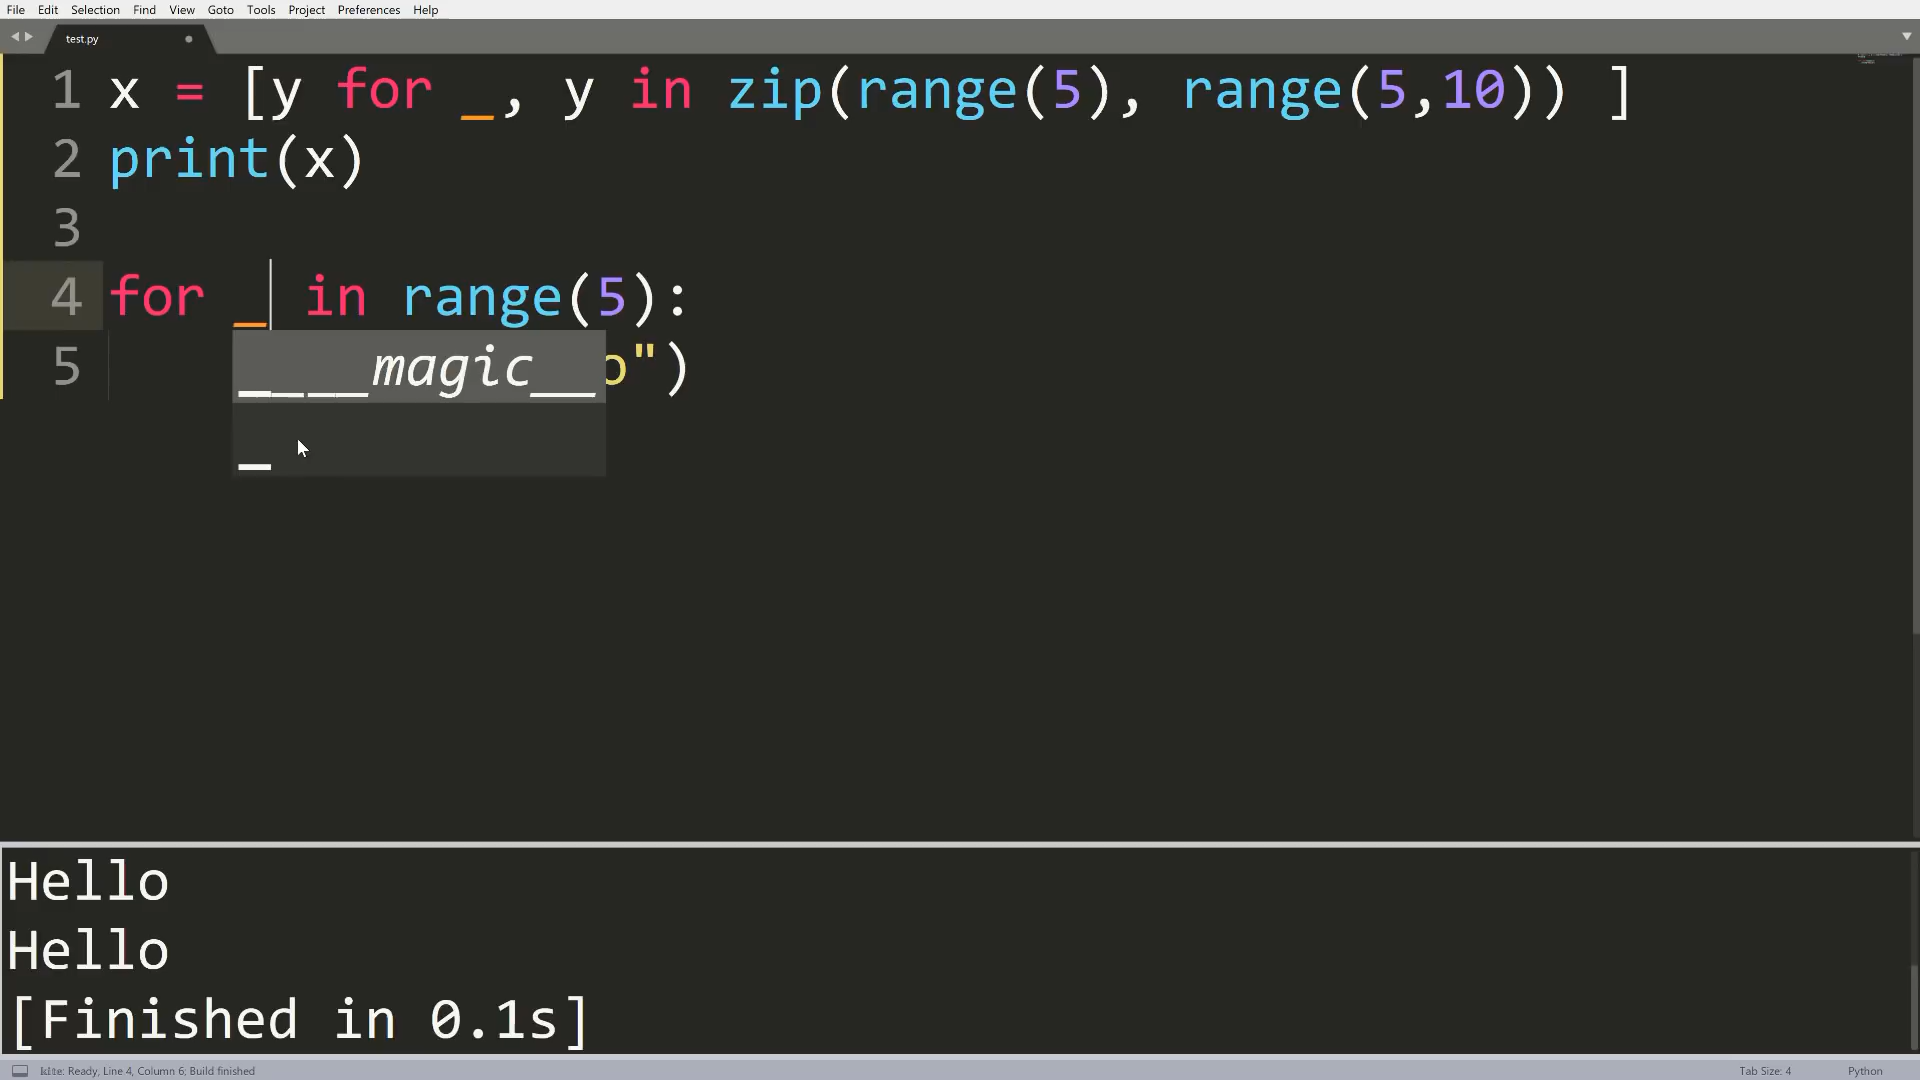 File Edit Selection Find View Goto Tools Project Preferences Help
test.py
1 x = [y for _, y in zip(range(5), range(5,10)) ]
2 print(x)
3
4 for _ in range(5):
5 o")
____magic__
_
Hello
Hello
[Finished in 0.1s]
Ready, Line 4, Column 6; Build finished Tab Size: 4 Python